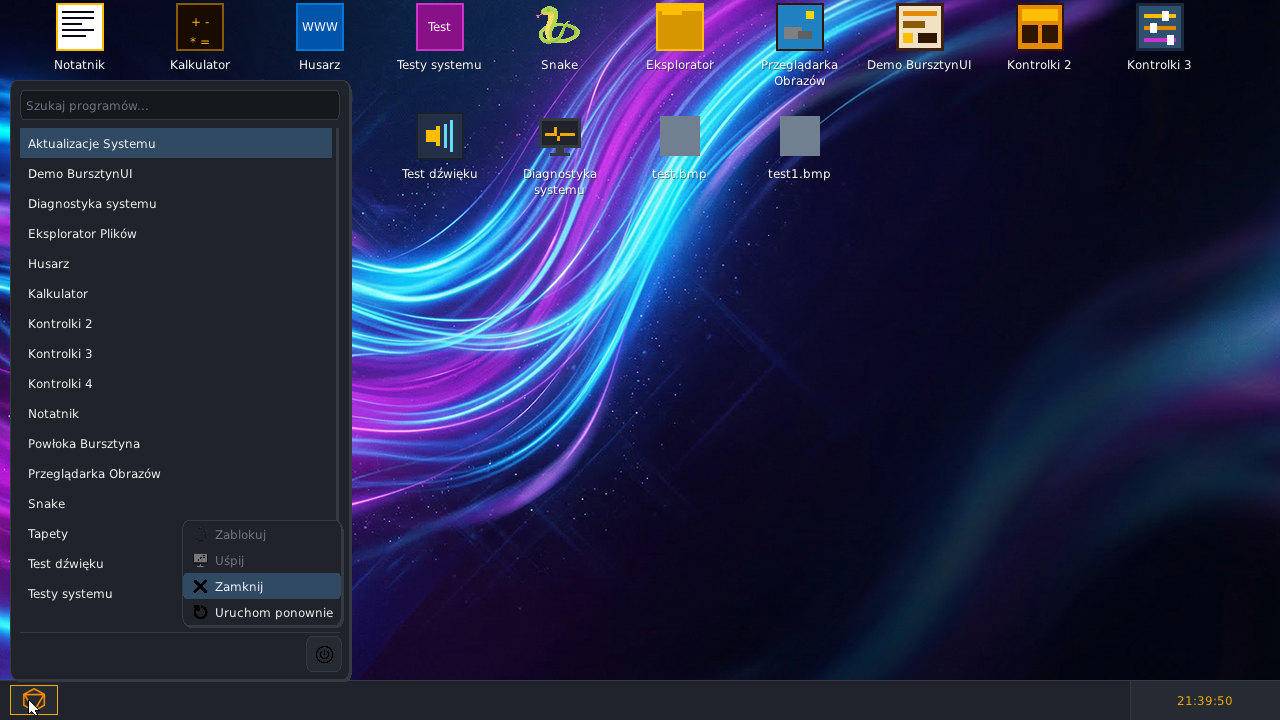 Notatnik
Kalkulator
WWW
Husarz
Test
Testy systemu
Snake
Eksplorator
Przeglądarka
Obrazów
Demo BursztynUI
Kontrolki 2
Kontrolki 3
Test dźwięku
Diagnostyka
systemu
test.bmp
test1.bmp
Szukaj programów...
Aktualizacje Systemu
Demo BursztynUI
Diagnostyka systemu
Eksplorator Plików
Husarz
Kalkulator
Kontrolki 2
Kontrolki 3
Kontrolki 4
Notatnik
Powłoka Bursztyna
Przeglądarka Obrazów
Snake
Tapety
Test dźwięku
Testy systemu
Zablokuj
Uśpij
Zamknij
Uruchom ponownie
21:39:50